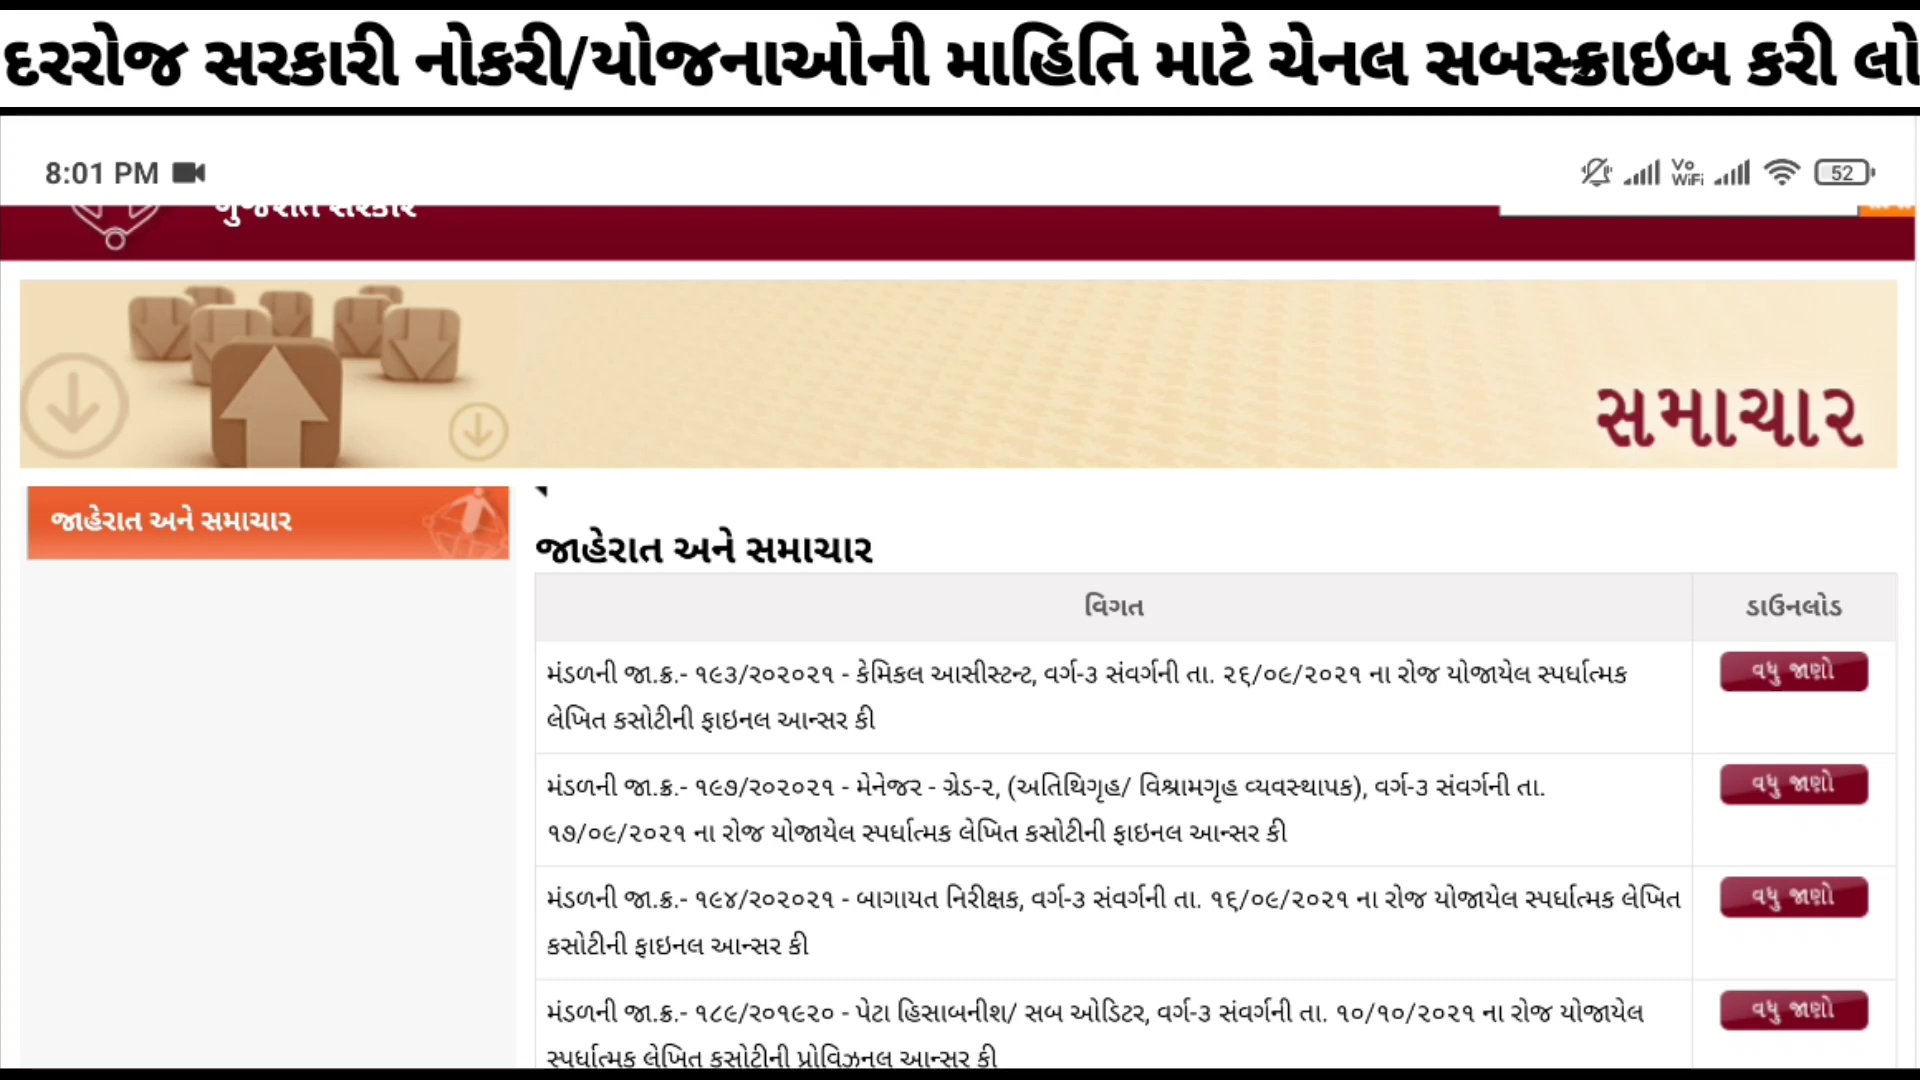 દરરોજ સરકારી નોકરી/યોજનાઓની માહિતિ માટે ચેનલ સબસ્ક્રાઇબ કરી લો
8:01 PM
Vo WiFi
52
ગુજરાત સરકાર
સમાચાર
જાહેરાત અને સમાચાર
જાહેરાત અને સમાચાર
વિગત ડાઉનલોડ
મંડળની જા.ક્ર.- ૧૯૩/૨૦૨૦૨૧ - કેમિકલ આસીસ્ટન્ટ, વર્ગ-૩ સંવર્ગની તા. ૨૬/૦૯/૨૦૨૧ ના રોજ યોજાયેલ સ્પર્ધાત્મક
લેખિત કસોટીની ફાઇનલ આન્સર કી
વધુ જાણો
મંડળની જા.ક્ર.- ૧૯૭/૨૦૨૦૨૧ - મેનેજર - ગ્રેડ-૨, (અતિથિગૃહ/ વિશ્રામગૃહ વ્યવસ્થાપક), વર્ગ-૩ સંવર્ગની તા.
૧૭/૦૯/૨૦૨૧ ના રોજ યોજાયેલ સ્પર્ધાત્મક લેખિત કસોટીની ફાઇનલ આન્સર કી
વધુ જાણો
મંડળની જા.ક્ર.- ૧૯૪/૨૦૨૦૨૧ - બાગાયત નિરીક્ષક, વર્ગ-૩ સંવર્ગની તા. ૧૬/૦૯/૨૦૨૧ ના રોજ યોજાયેલ સ્પર્ધાત્મક લેખિત
કસોટીની ફાઇનલ આન્સર કી
વધુ જાણો
મંડળની જા.ક્ર.- ૧૮૯/૨૦૧૯૨૦ - પેટા હિસાબનીશ/ સબ ઓડિટર, વર્ગ-૩ સંવર્ગની તા. ૧૦/૧૦/૨૦૨૧ ના રોજ યોજાયેલ
સ્પર્ધાત્મક લેખિત કસોટીની પ્રોવિઝનલ આન્સર કી
વધુ જાણો